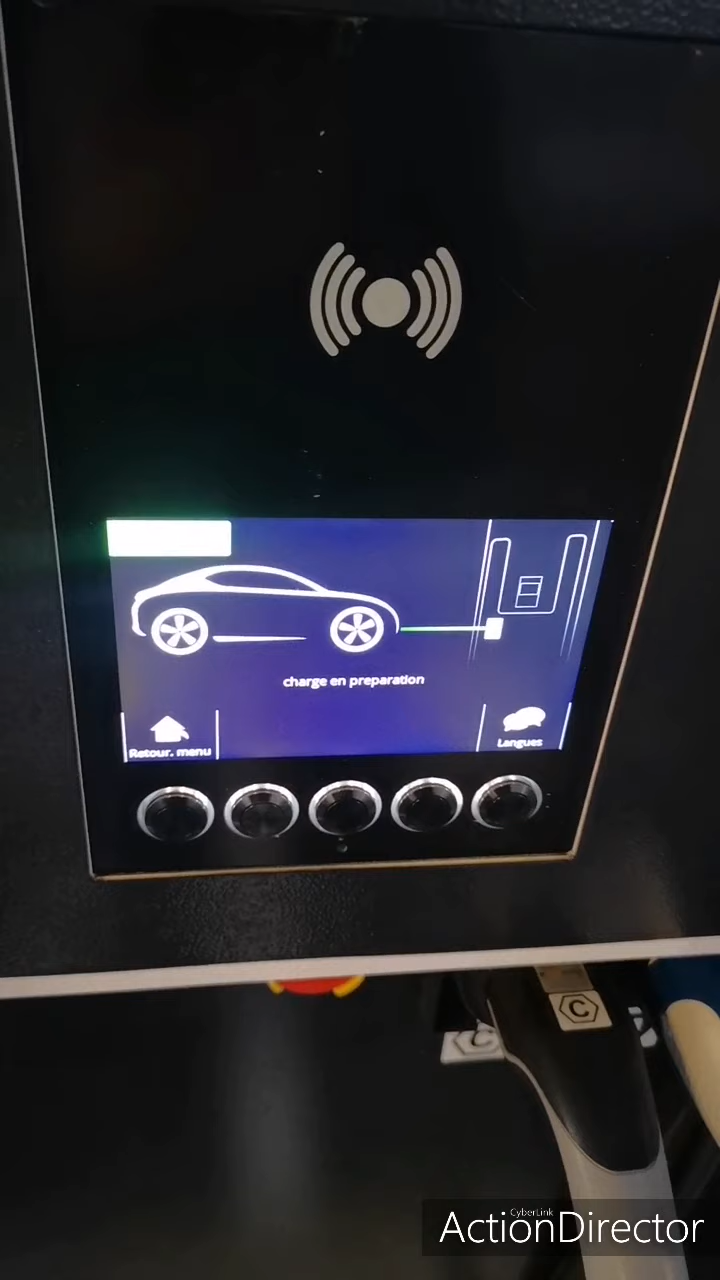 charge en preparation
Retour. menu
Langues
C
C
CyberLink
ActionDirector